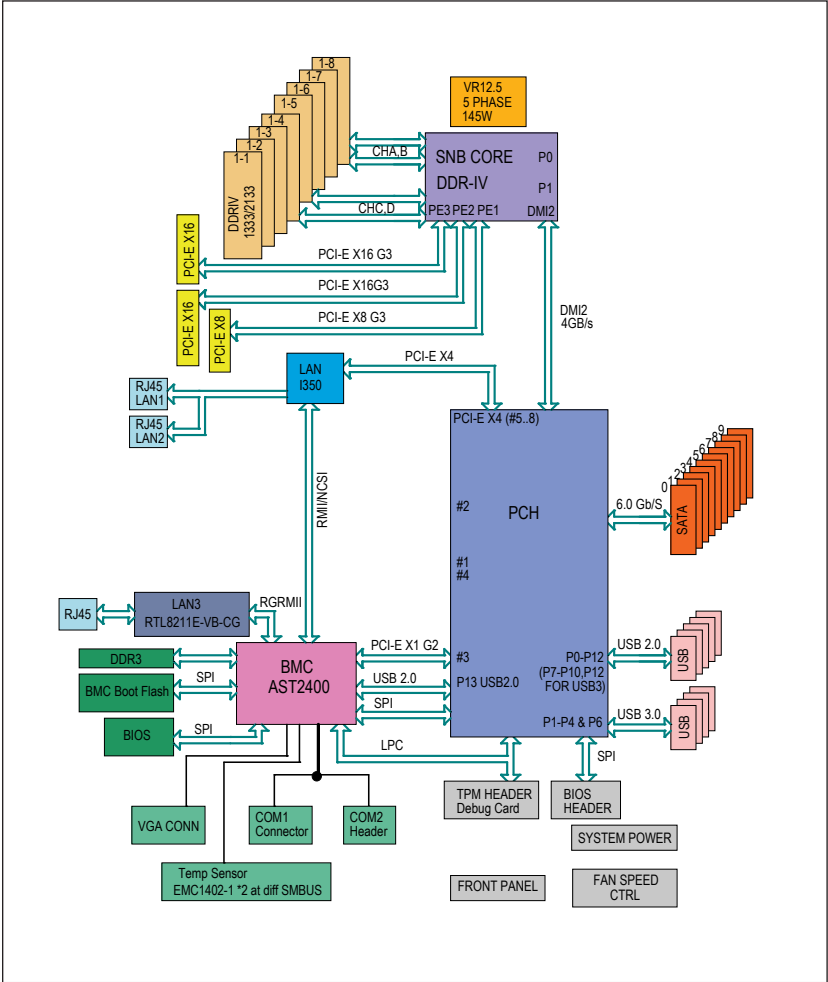 1-8
1-7
1-6
1-5
1-4
1-3
1-2
1-1
DDRIV
1333/2133
VR12.5
5 PHASE
145W
CHA,B
CHC,D
SNB CORE
DDR-IV
P0
P1
PE3 PE2 PE1
DMI2
PCI-E X16
PCI-E X16 G3
PCI-E X16
PCI-E X16G3
PCI-E X8
PCI-E X8 G3
DMI2
4GB/s
PCI-E X4
LAN
I350
RJ45
LAN1
RJ45
LAN2
RMII/NCSI
PCI-E X4 (#5..8)
PCH
#2
#1
#4
#3
P13 USB2.0
P0-P12
(P7-P10,P12
FOR USB3)
P1-P4 & P6
6.0 Gb/S
0
1
2
3
4
5
6
7
8
9
SATA
USB 2.0
USB
USB 3.0
USB
RJ45
LAN3
RTL8211E-VB-CG
RGRMII
DDR3
BMC Boot Flash
SPI
BIOS
SPI
BMC
AST2400
PCI-E X1 G2
USB 2.0
SPI
LPC
SPI
VGA CONN
COM1
Connector
COM2
Header
Temp Sensor
EMC1402-1 *2 at diff SMBUS
TPM HEADER
Debug Card
BIOS
HEADER
SYSTEM POWER
FRONT PANEL
FAN SPEED
CTRL